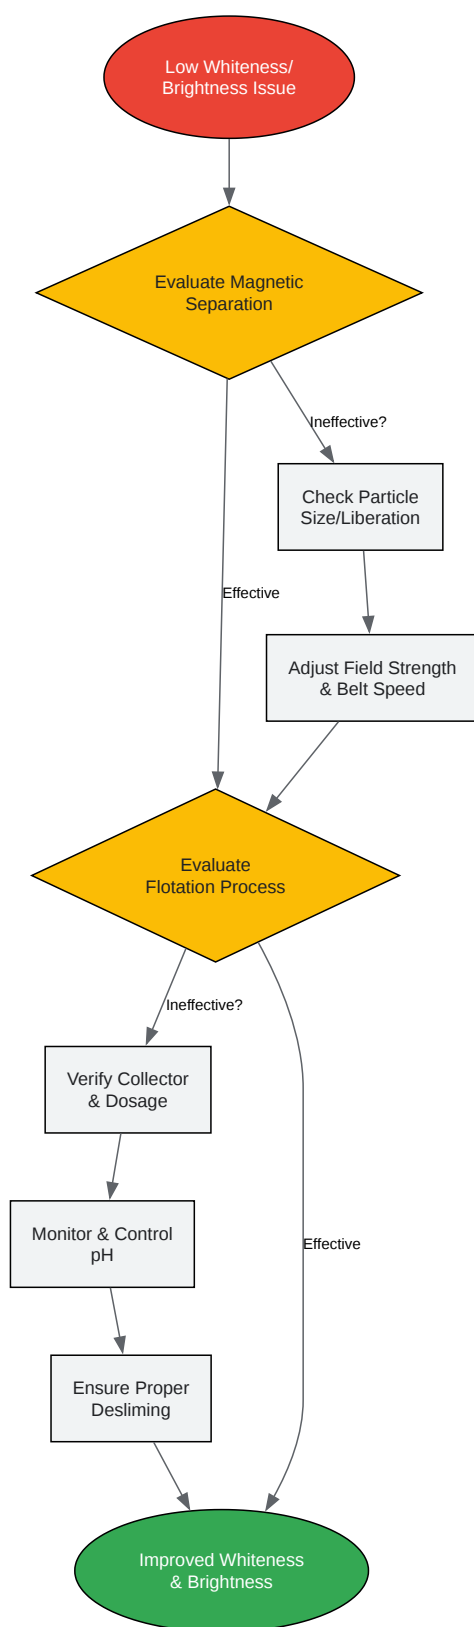 Low Whiteness/
Brightness Issue
Evaluate Magnetic
Separation
Ineffective?
Check Particle
Size/Liberation
Effective
Adjust Field Strength
& Belt Speed
Evaluate
Flotation Process
Ineffective?
Verify Collector
& Dosage
Monitor & Control
pH
Effective
Ensure Proper
Desliming
Improved Whiteness
& Brightness